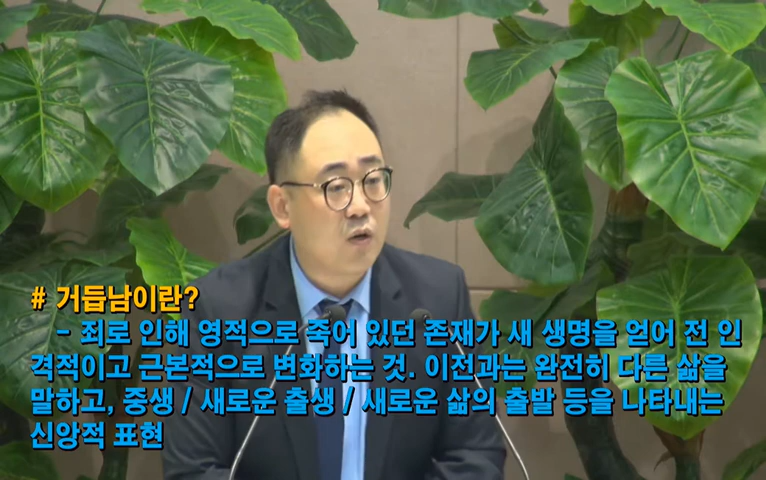 # 거듭남이란?
- 죄로 인해 영적으로 죽어 있던 존재가 새 생명을 얻어 전 인
격적이고 근본적으로 변화하는 것. 이전과는 완전히 다른 삶을
말하고, 중생 / 새로운 출생 / 새로운 삶의 출발 등을 나타내는
신앙적 표현